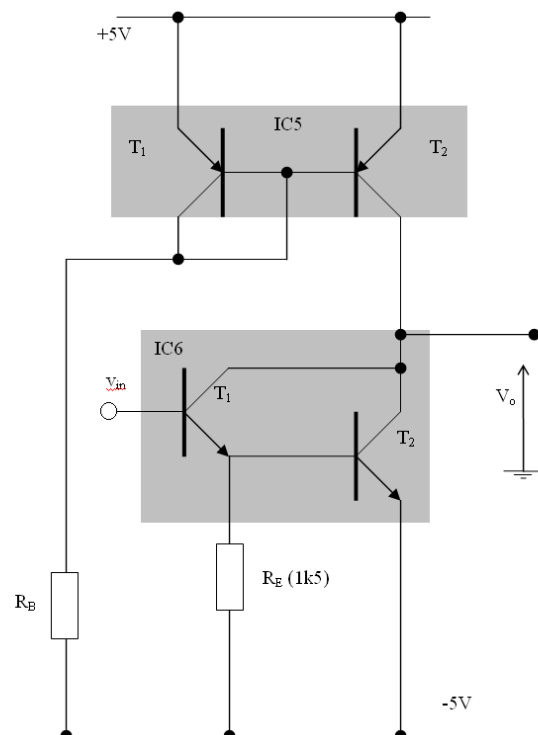 +5V
IC5
T1
T2
IC6
Vin
T1
T2
Vo
RE (1k5)
RB
-5V